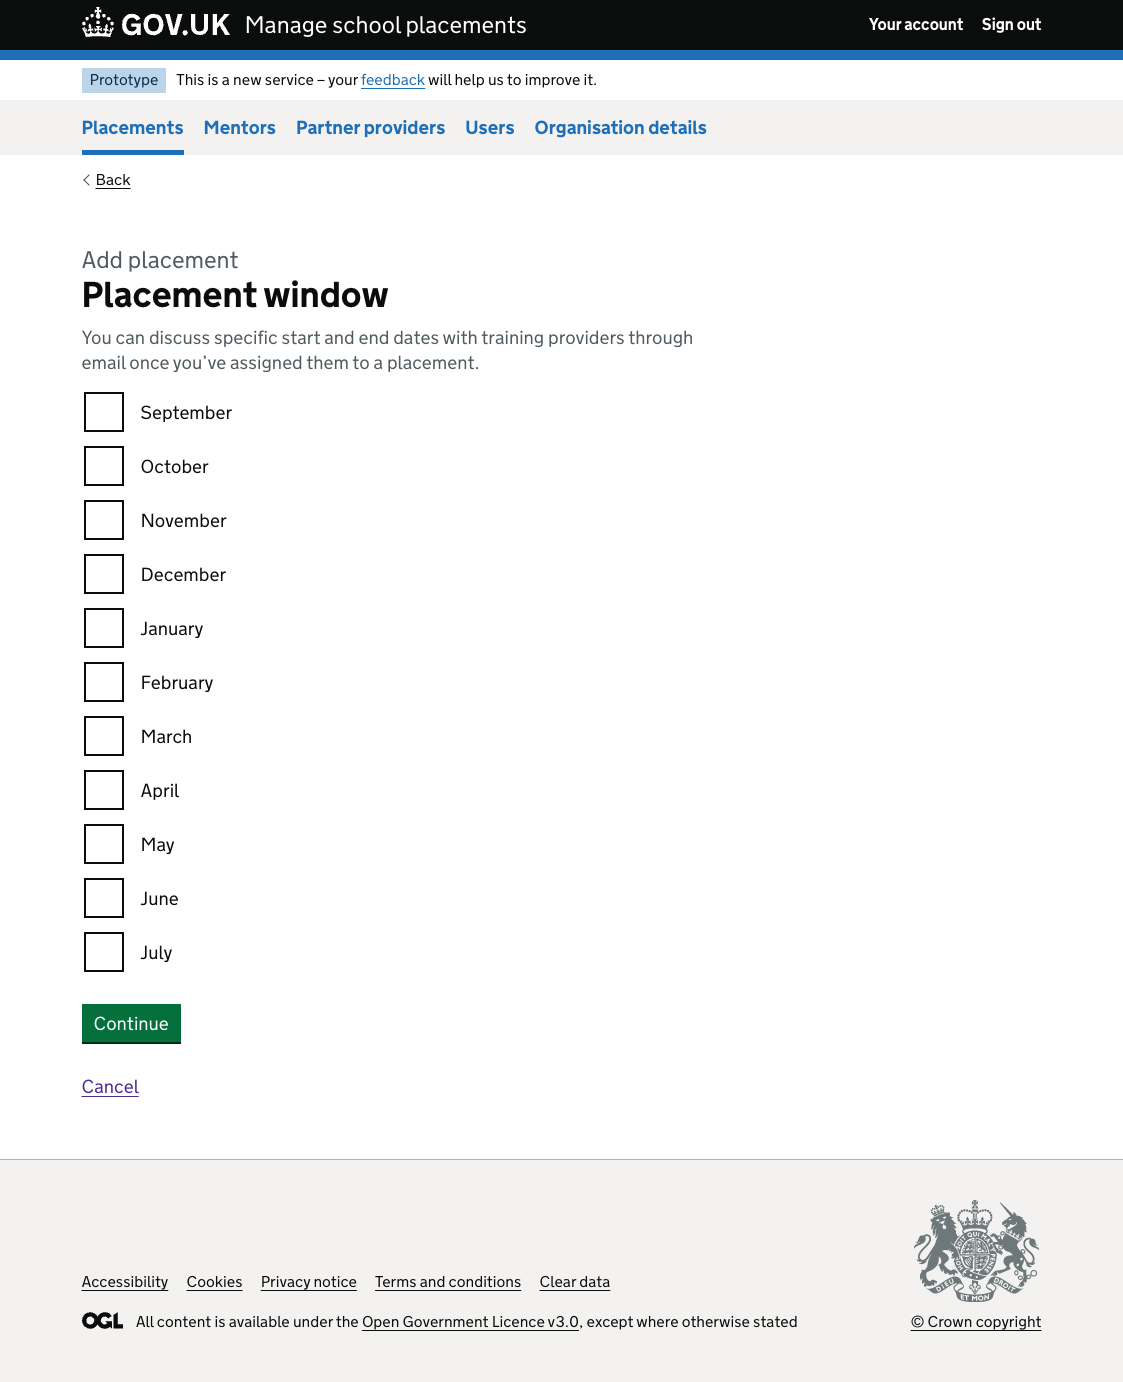 GOV.UK Manage school placements Your account Sign out
Prototype This is a new service – your feedback will help us to improve it.
Placements Mentors Partner providers Users Organisation details
Back
Add placement
Placement window
You can discuss specific start and end dates with training providers through
email once you’ve assigned them to a placement.
September
October
November
December
January
February
March
April
May
June
July
Continue
Cancel
Accessibility Cookies Privacy notice Terms and conditions Clear data
OGL All content is available under the Open Government Licence v3.0, except where otherwise stated
© Crown copyright